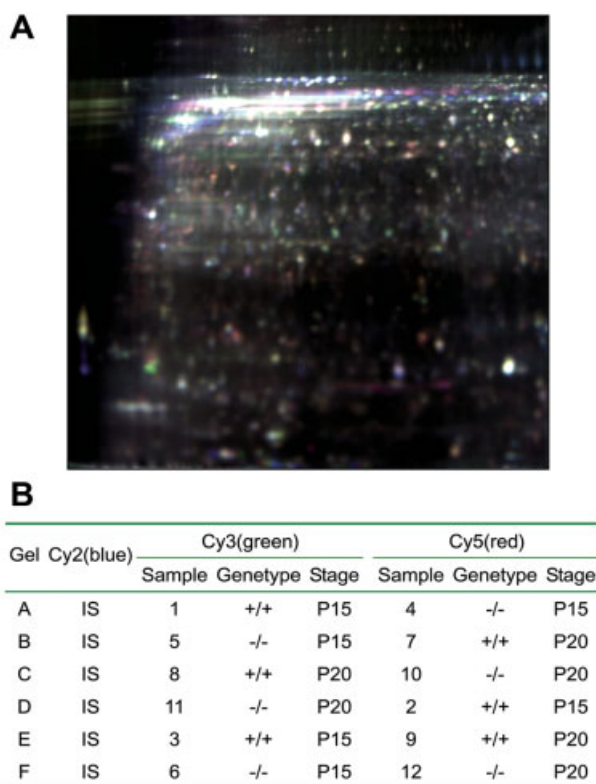 A
B
Gel Cy2(blue) Cy3(green) Cy5(red)
Sample Genetype Stage Sample Genetype Stage
A IS 1 +/+ P15 4 -/- P15
B IS 5 -/- P15 7 +/+ P20
C IS 8 +/+ P20 10 -/- P20
D IS 11 -/- P20 2 +/+ P15
E IS 3 +/+ P15 9 +/+ P20
F IS 6 -/- P15 12 -/- P20